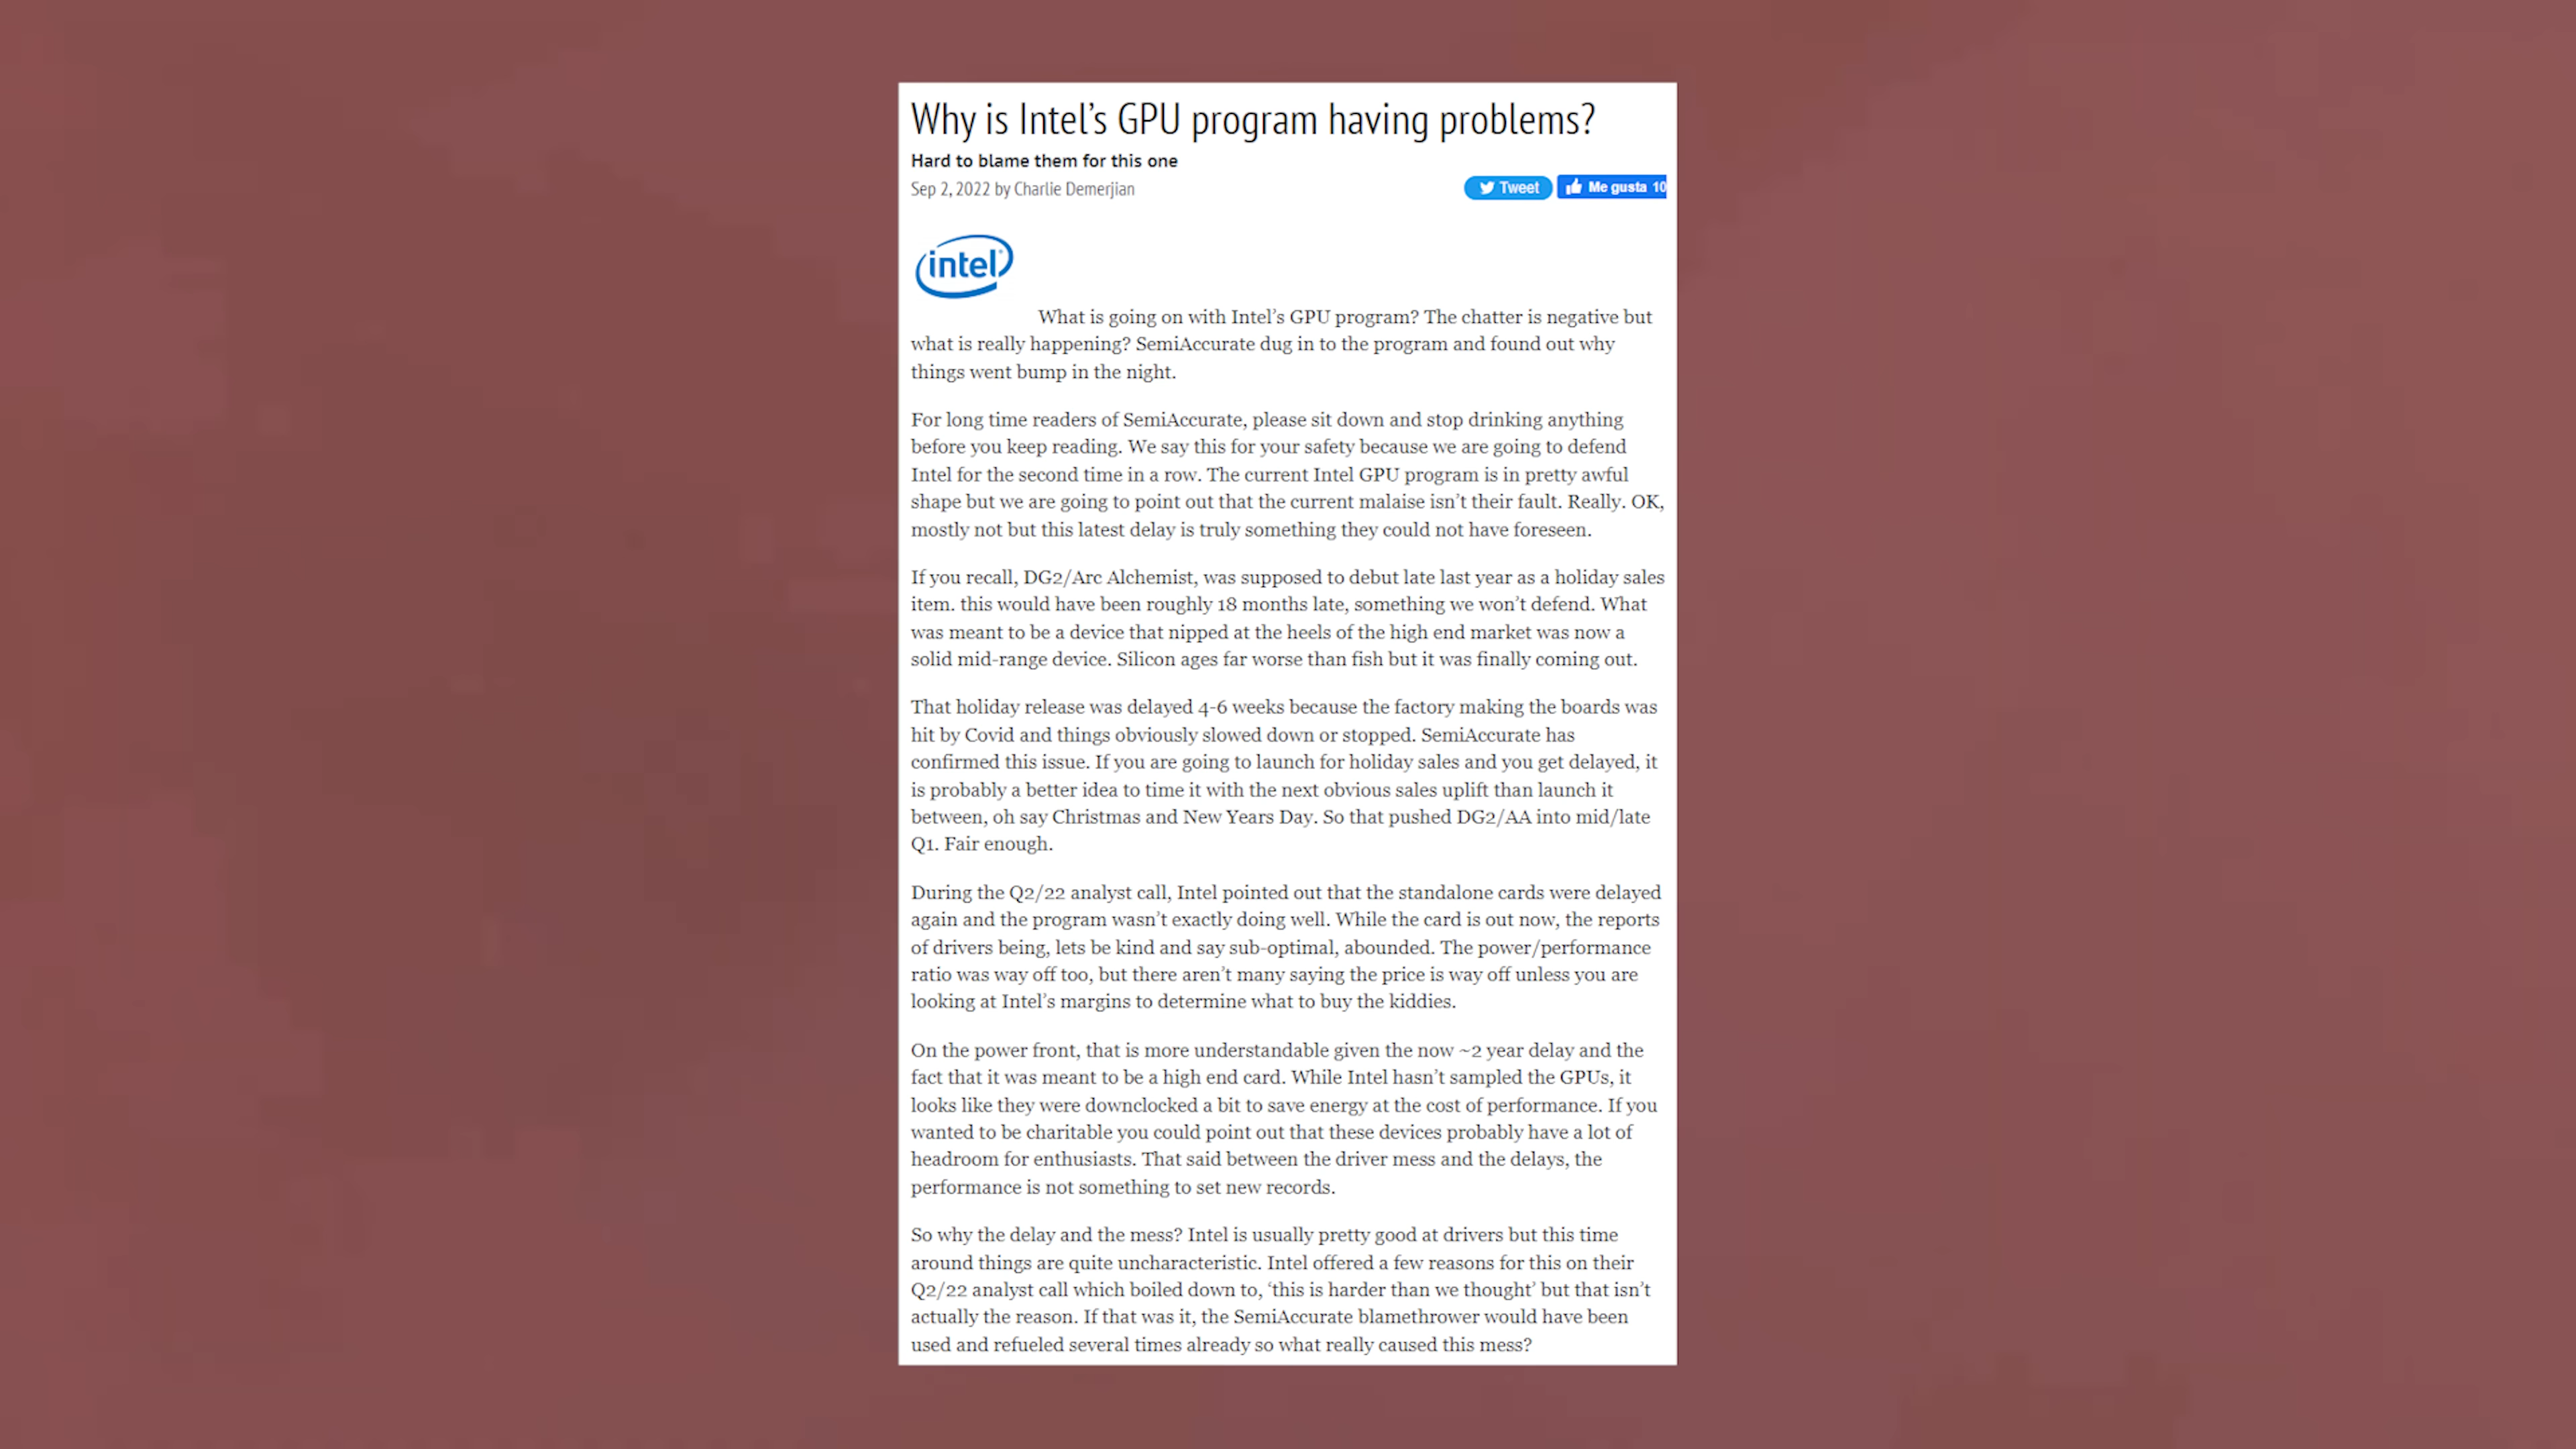 Why is Intel’s GPU program having problems?
Hard to blame them for this one
Sep 2, 2022 by Charlie Demerjian
Tweet
Me gusta 10
intel
What is going on with Intel’s GPU program? The chatter is negative but
what is really happening? SemiAccurate dug in to the program and found out why
things went bump in the night.
For long time readers of SemiAccurate, please sit down and stop drinking anything
before you keep reading. We say this for your safety because we are going to defend
Intel for the second time in a row. The current Intel GPU program is in pretty awful
shape but we are going to point out that the current malaise isn’t their fault. Really. OK,
mostly not but this latest delay is truly something they could not have foreseen.
If you recall, DG2/Arc Alchemist, was supposed to debut late last year as a holiday sales
item. this would have been roughly 18 months late, something we won’t defend. What
was meant to be a device that nipped at the heels of the high end market was now a
solid mid-range device. Silicon ages far worse than fish but it was finally coming out.
That holiday release was delayed 4-6 weeks because the factory making the boards was
hit by Covid and things obviously slowed down or stopped. SemiAccurate has
confirmed this issue. If you are going to launch for holiday sales and you get delayed, it
is probably a better idea to time it with the next obvious sales uplift than launch it
between, oh say Christmas and New Years Day. So that pushed DG2/AA into mid/late
Q1. Fair enough.
During the Q2/22 analyst call, Intel pointed out that the standalone cards were delayed
again and the program wasn’t exactly doing well. While the card is out now, the reports
of drivers being, lets be kind and say sub-optimal, abounded. The power/performance
ratio was way off too, but there aren’t many saying the price is way off unless you are
looking at Intel’s margins to determine what to buy the kiddies.
On the power front, that is more understandable given the now ~2 year delay and the
fact that it was meant to be a high end card. While Intel hasn’t sampled the GPUs, it
looks like they were downclocked a bit to save energy at the cost of performance. If you
wanted to be charitable you could point out that these devices probably have a lot of
headroom for enthusiasts. That said between the driver mess and the delays, the
performance is not something to set new records.
So why the delay and the mess? Intel is usually pretty good at drivers but this time
around things are quite uncharacteristic. Intel offered a few reasons for this on their
Q2/22 analyst call which boiled down to, ‘this is harder than we thought’ but that isn’t
actually the reason. If that was it, the SemiAccurate blamethrower would have been
used and refueled several times already so what really caused this mess?